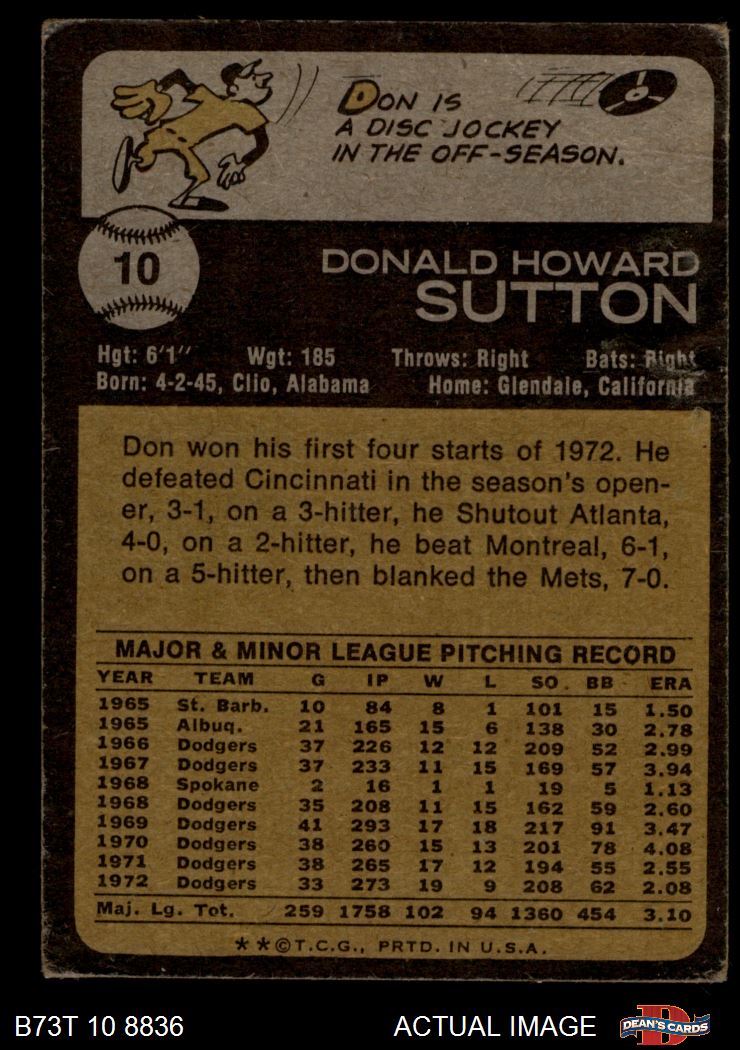 DON IS
A DISC JOCKEY
IN THE OFF-SEASON.
10
DONALD HOWARD
SUTTON
Hgt: 6'1" Wgt: 185 Throws: Right Bats: Right
Born: 4-2-45, Clio, Alabama Home: Glendale, California
Don won his first four starts of 1972. He
defeated Cincinnati in the season's open-
er, 3-1, on a 3-hitter, he Shutout Atlanta,
4-0, on a 2-hitter, he beat Montreal, 6-1,
on a 5-hitter, then blanked the Mets, 7-0.
MAJOR & MINOR LEAGUE PITCHING RECORD
YEAR TEAM G IP W L SO. BB ERA
1965 St. Barb. 10 84 8 1 101 15 1.50
1965 Albuq. 21 165 15 6 138 30 2.78
1966 Dodgers 37 226 12 12 209 52 2.99
1967 Dodgers 37 233 11 15 169 57 3.94
1968 Spokane 2 16 1 1 19 5 1.13
1968 Dodgers 35 208 11 15 162 59 2.60
1969 Dodgers 41 293 17 18 217 91 3.47
1970 Dodgers 38 260 15 13 201 78 4.08
1971 Dodgers 38 265 17 12 194 55 2.55
1972 Dodgers 33 273 19 9 208 62 2.08
Maj. Lg. Tot. 259 1758 102 94 1360 454 3.10
* *©T.C.G., PRTD. IN U.S.A.
B73T 10 8836 ACTUAL IMAGE D DEAN'S CARDS